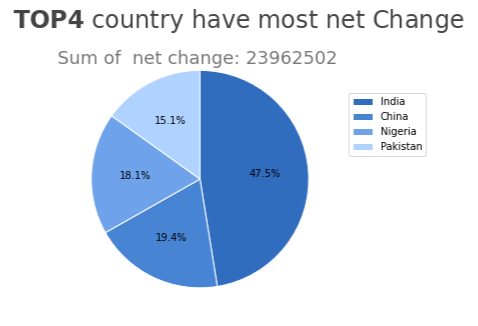 TOP4 country have most net Change
Sum of  net change: 23962502
India
China
Nigeria
Pakistan
15.1%
47.5%
18.1%
19.4%